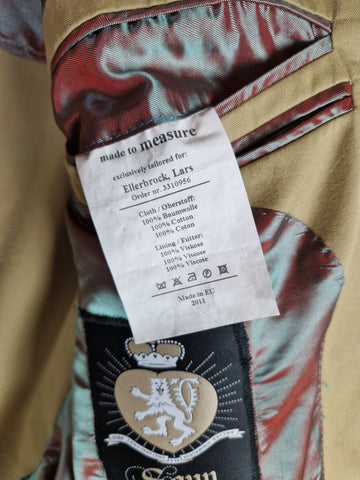 made to measure
exclusively tailored for:
Ellerbrock, Lars
Order nr. 3310956
Cloth / Oberstoff:
100% Baumwolle
100% Cotton
100% Coton
Lining / Futter:
100% Viskose
100% Viscose
100% Viscose
Made in EU
2011